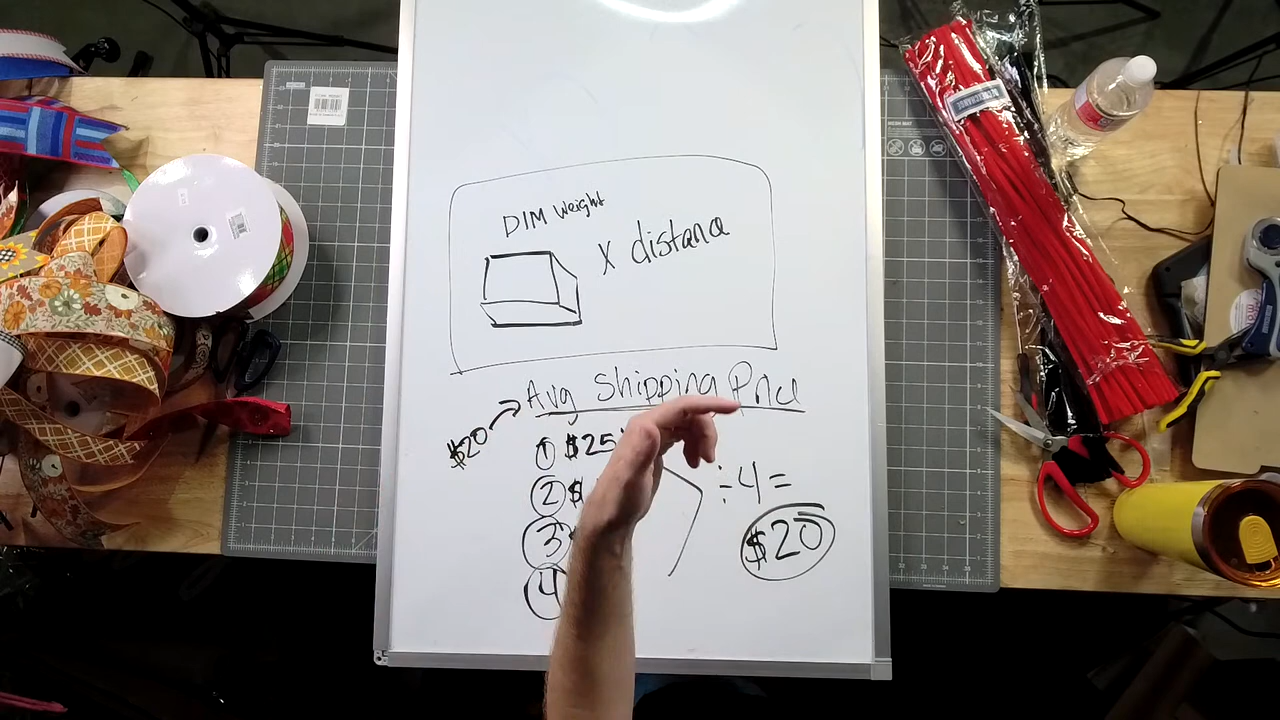 DIM weight
X distance
Avg Shipping Price
$20
① $25
② $
③
④
÷ 4 =
$20